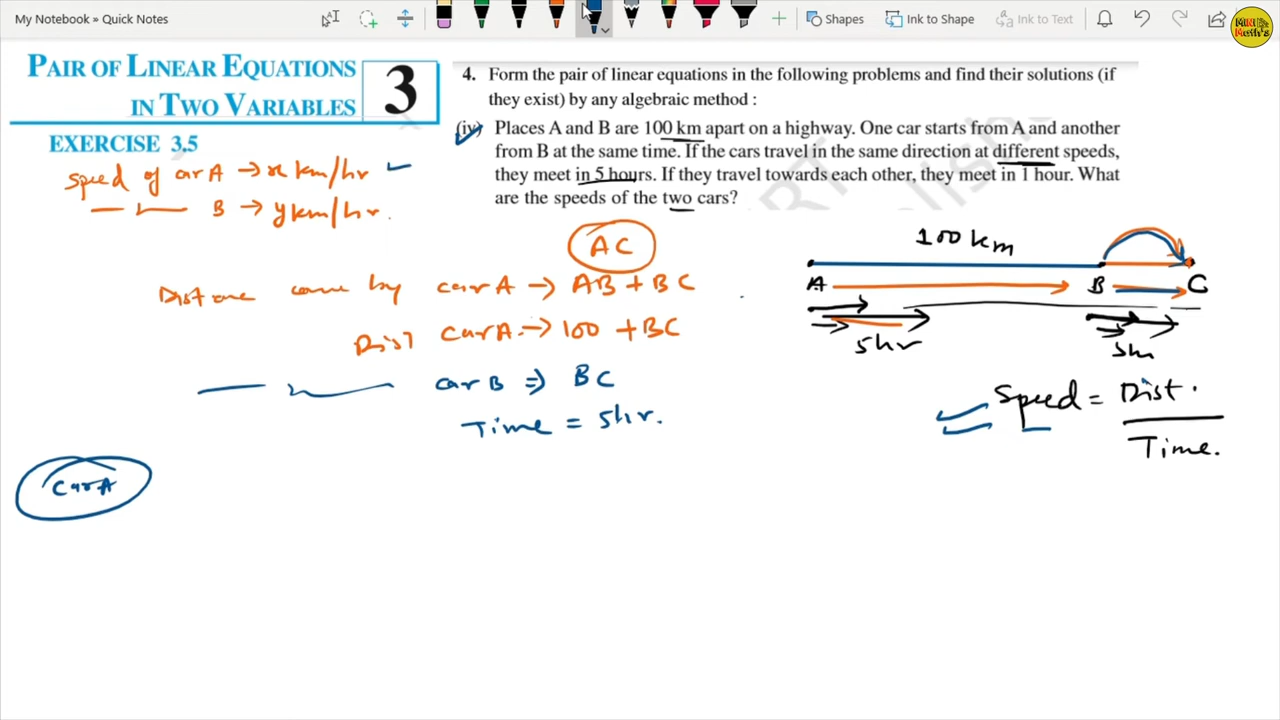 My Notebook » Quick Notes
Shapes
Ink to Shape
Ink to Text
PAIR OF LINEAR EQUATIONS
IN TWO VARIABLES
3
EXERCISE 3.5
4. Form the pair of linear equations in the following problems and find their solutions (if
they exist) by any algebraic method :
(iv) Places A and B are 100 km apart on a highway. One car starts from A and another
from B at the same time. If the cars travel in the same direction at different speeds,
they meet in 5 hours. If they travel towards each other, they meet in 1 hour. What
are the speeds of the two cars?
speed of car A → x km/hr
B → y km/hr.
AC
by car A → AB + BC
Dist car A → 100 + BC
car B ⇒ BC
Time = 5hr.
car A
100 km
A B C
5hr
Speed = Dist.
Time.